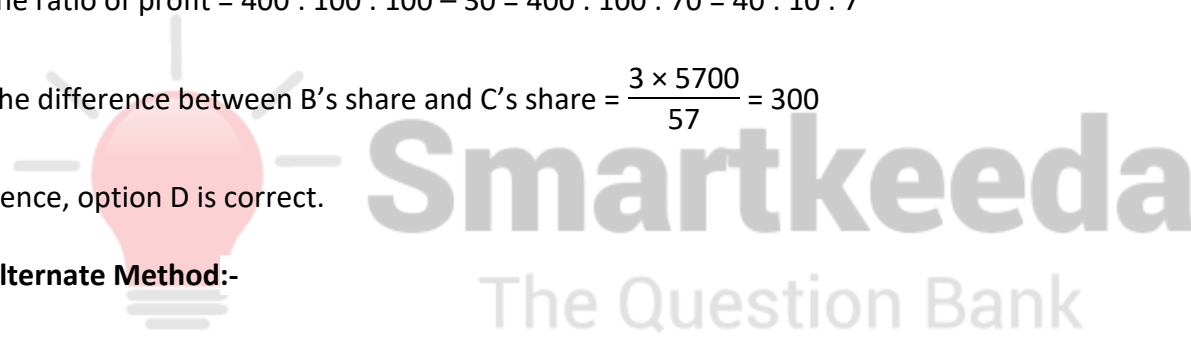 he ratio of profit = 400 : 100 : 100 – 30 = 400 : 100 : 70 = 40 : 10 : 7
he difference between B's share and C's share = 3 × 5700 / 57 = 300
ence, option D is correct.
lternate Method:-
Smartkeeda
The Question Bank